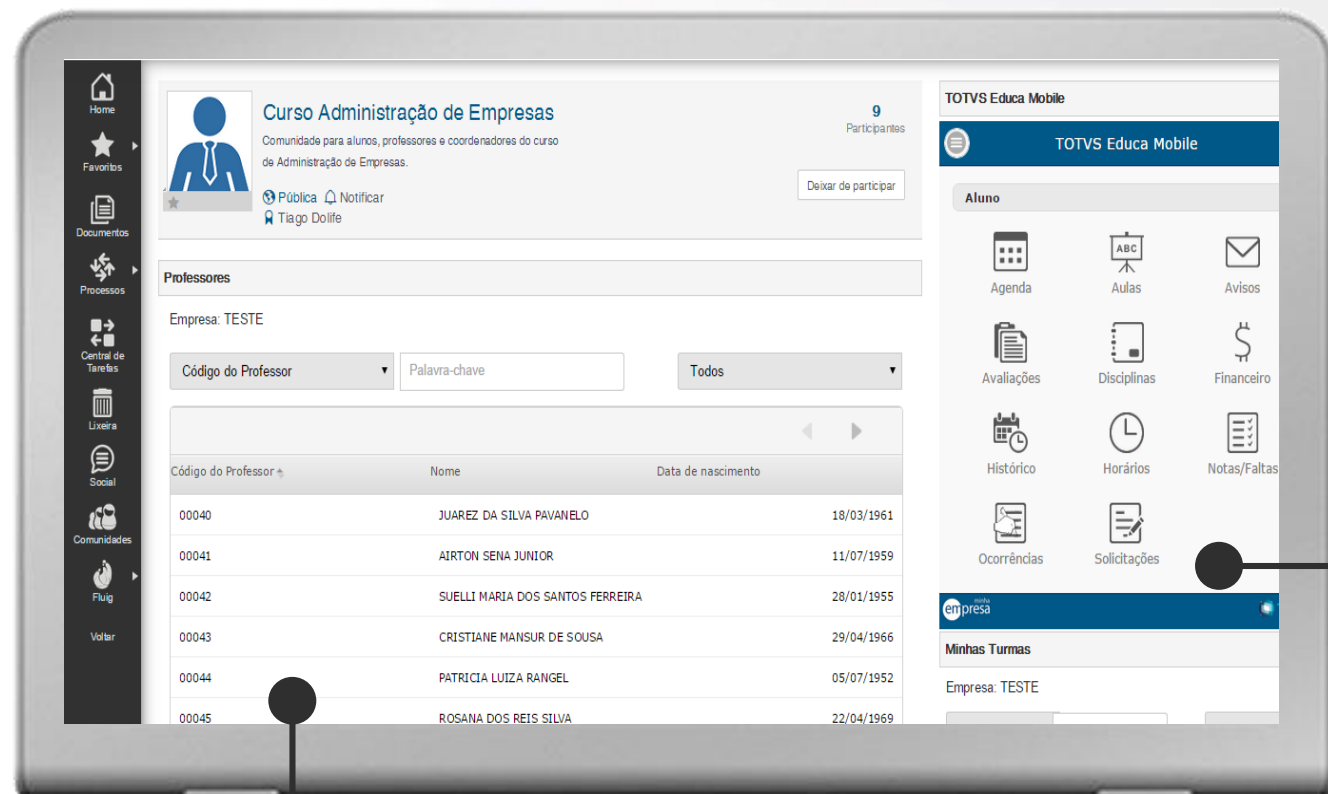 Home
Favoritos
Documentos
Processos
Central de
Tarefas
Lixeira
Social
Comunidades
Fluig
Voltar
Curso Administração de Empresas
Comunidade para alunos, professores e coordenadores do curso
de Administração de Empresas.
Pública Notificar
Tiago Dolife
9
Participantes
Deixar de participar
Professores
Empresa: TESTE
Código do Professor Palavra-chave Todos
Código do Professor Nome Data de nascimento
00040 JUAREZ DA SILVA PAVANELO 18/03/1961
00041 AIRTON SENA JUNIOR 11/07/1959
00042 SUELLI MARIA DOS SANTOS FERREIRA 28/01/1955
00043 CRISTIANE MANSUR DE SOUSA 29/04/1966
00044 PATRICIA LUIZA RANGEL 05/07/1952
00045 ROSANA DOS REIS SILVA 22/04/1969
TOTVS Educa Mobile
TOTVS Educa Mobile
Aluno
ABC
Agenda Aulas Avisos
Avaliações Disciplinas Financeiro
Histórico Horários Notas/Faltas
Ocorrências Solicitações
minha
empresa
Minhas Turmas
Empresa: TESTE